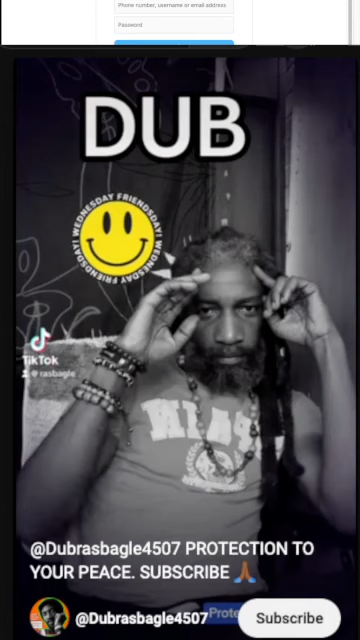 Phone number, username or email address
Password
DUB
WEDNESDAY FRIENDSDAY! WEDNESDAY FRIENDSDAY!
TikTok
@rasbagle
@Dubrasbagle4507 PROTECTION TO
YOUR PEACE. SUBSCRIBE 🙏🏾
@Dubrasbagle4507 Prote
Subscribe